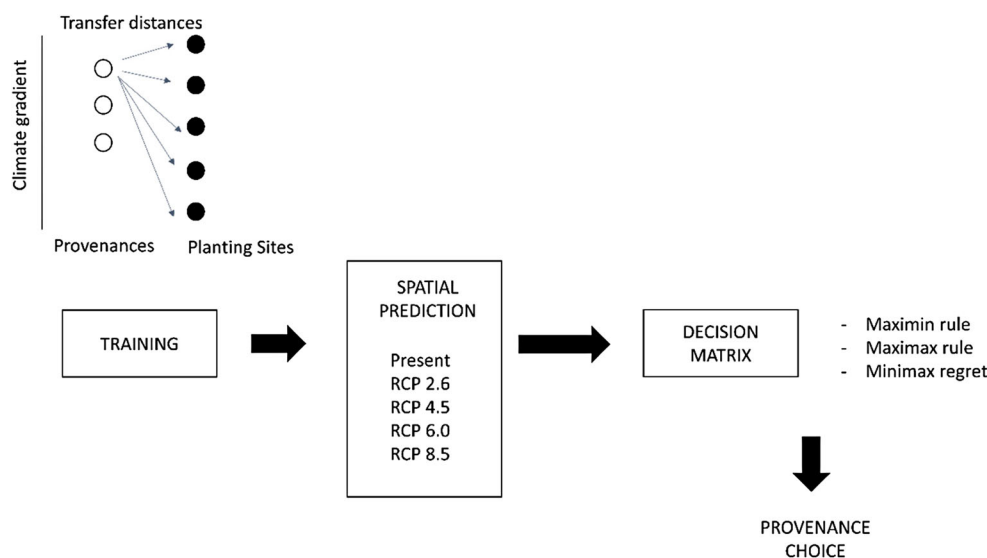 Transfer distances
Climate gradient
Provenances
Planting Sites
TRAINING
SPATIAL
PREDICTION
Present
RCP 2.6
RCP 4.5
RCP 6.0
RCP 8.5
DECISION
MATRIX
- Maximin rule
- Maximax rule
- Minimax regret
PROVENANCE
CHOICE